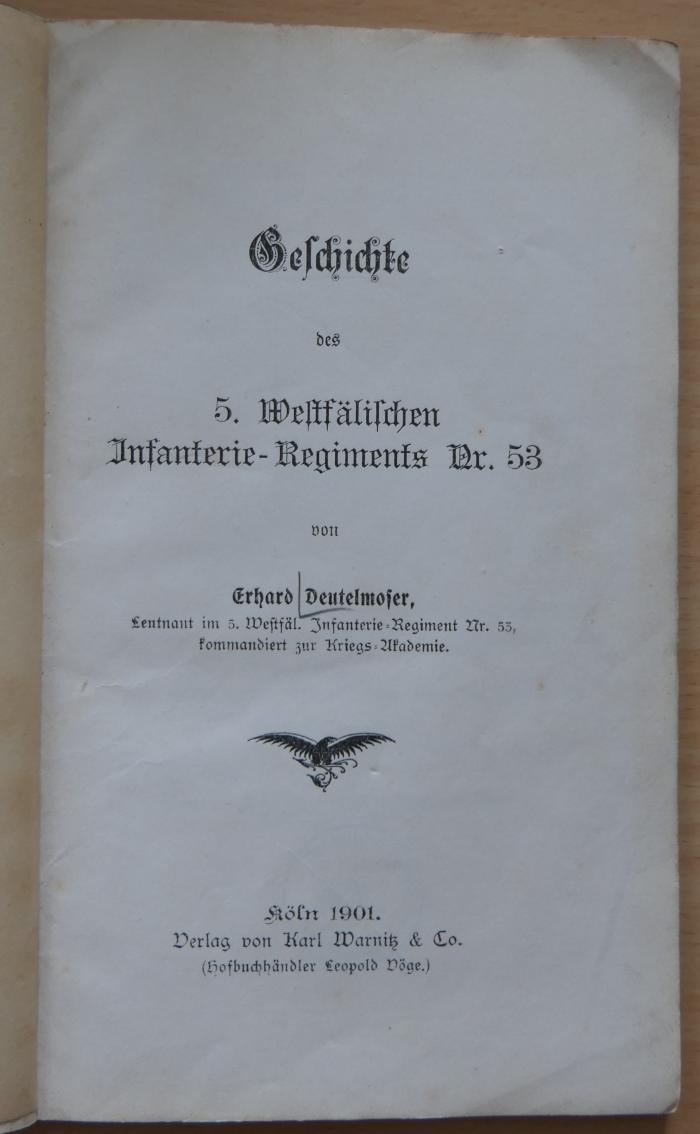 Geschichte
des
5. Westfälischen
Infanterie-Regiments Nr. 53
von
Erhard Deutelmoser,
Leutnant im 5. Westfäl. Infanterie-Regiment Nr. 53,
kommandiert zur Kriegs-Akademie.
Köln 1901.
Verlag von Karl Warnitz & Co.
(Hofbuchhändler Leopold Döge.)